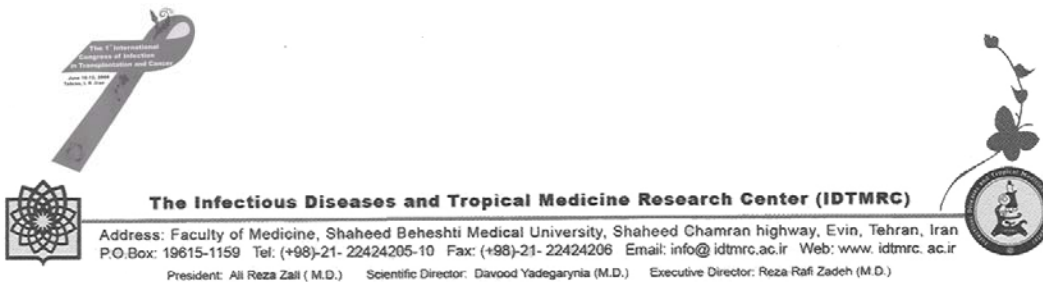 The 1st International
Congress of Infection
in Transplantation and Cancer
Tehran, I. R. Iran
The Infectious Diseases and Tropical Medicine Research Center (IDTMRC)
Address: Faculty of Medicine, Shaheed Beheshti Medical University, Shaheed Chamran highway, Evin, Tehran, Iran
P.O.Box: 19615-1159 Tel: (+98)-21- 22424205-10 Fax: (+98)-21- 22424206 Email: info@ idtmrc.ac.ir Web: www. idtmrc. ac.ir
President: Ali Reza Zali ( M.D.) Scientific Director: Davood Yadegarynia (M.D.) Executive Director: Reza Rafi Zadeh (M.D.)